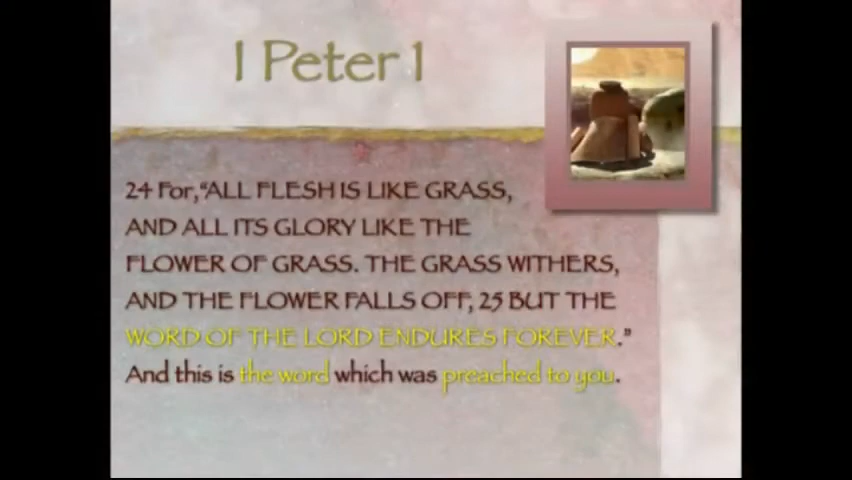 1 Peter 1
24 For, "ALL FLESH IS LIKE GRASS,
AND ALL ITS GLORY LIKE THE
FLOWER OF GRASS. THE GRASS WITHERS,
AND THE FLOWER FALLS OFF, 25 BUT THE
WORD OF THE LORD ENDURES FOREVER."
And this is the word which was preached to you.